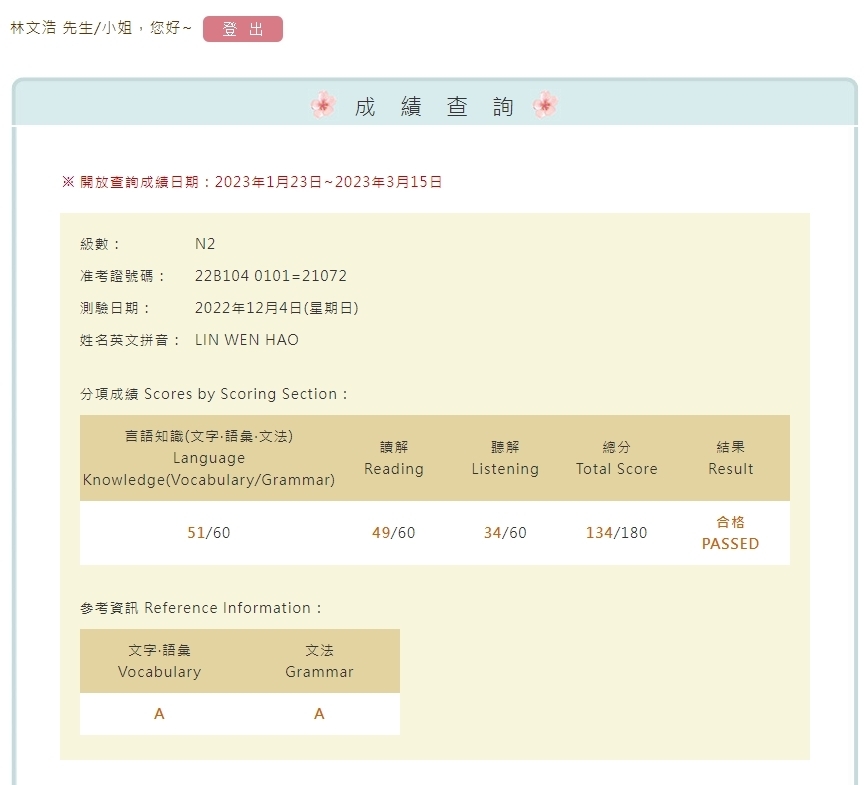 林文浩 先生/小姐，您好~ 登 出
成 績 查 詢
※ 開放查詢成績日期：2023年1月23日~2023年3月15日
級數： N2
准考證號碼： 22B104 0101=21072
測驗日期： 2022年12月4日(星期日)
姓名英文拼音： LIN WEN HAO
分項成績 Scores by Scoring Section：
言語知識(文字‧語彙‧文法)
Language
Knowledge(Vocabulary/Grammar)
讀解
Reading
聽解
Listening
總分
Total Score
結果
Result
51/60 49/60 34/60 134/180 合格
PASSED
參考資訊 Reference Information：
文字‧語彙 文法
Vocabulary Grammar
A A